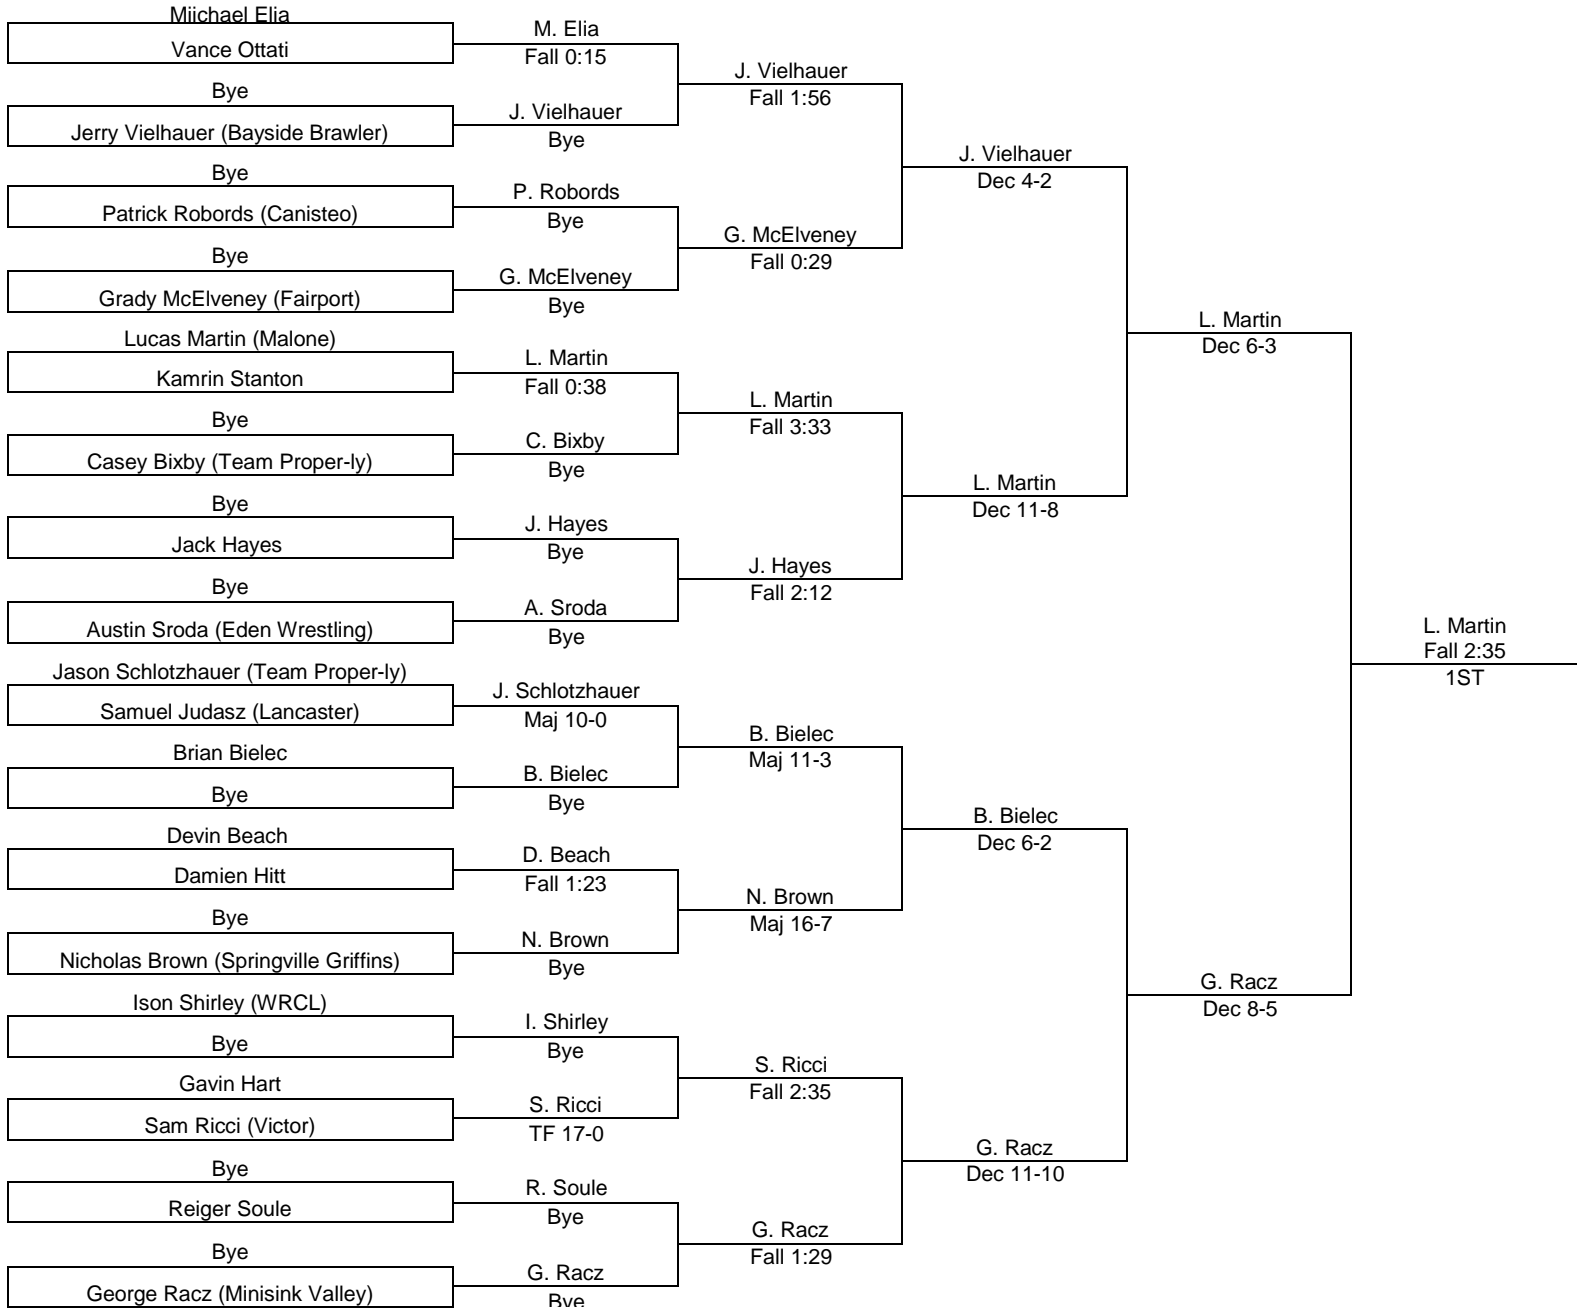 Miichael Elia
Vance Ottati
Bye
Jerry Vielhauer (Bayside Brawler)
Bye
Patrick Robords (Canisteo)
Bye
Grady McElveney (Fairport)
Lucas Martin (Malone)
Kamrin Stanton
Bye
Casey Bixby (Team Proper-ly)
Bye
Jack Hayes
Bye
Austin Sroda (Eden Wrestling)
Jason Schlotzhauer (Team Proper-ly)
Samuel Judasz (Lancaster)
Brian Bielec
Bye
Devin Beach
Damien Hitt
Bye
Nicholas Brown (Springville Griffins)
Ison Shirley (WRCL)
Bye
Gavin Hart
Sam Ricci (Victor)
Bye
Reiger Soule
Bye
George Racz (Minisink Valley)
M. Elia
Fall 0:15
J. Vielhauer
Bye
P. Robords
Bye
G. McElveney
Bye
L. Martin
Fall 0:38
C. Bixby
Bye
J. Hayes
Bye
A. Sroda
Bye
J. Schlotzhauer
Maj 10-0
B. Bielec
Bye
D. Beach
Fall 1:23
N. Brown
Bye
I. Shirley
Bye
S. Ricci
TF 17-0
R. Soule
Bye
G. Racz
Bye
J. Vielhauer
Fall 1:56
G. McElveney
Fall 0:29
L. Martin
Fall 3:33
J. Hayes
Fall 2:12
B. Bielec
Maj 11-3
N. Brown
Maj 16-7
S. Ricci
Fall 2:35
G. Racz
Fall 1:29
J. Vielhauer
Dec 4-2
L. Martin
Dec 11-8
B. Bielec
Dec 6-2
G. Racz
Dec 11-10
L. Martin
Dec 6-3
G. Racz
Dec 8-5
L. Martin
Fall 2:35
1ST